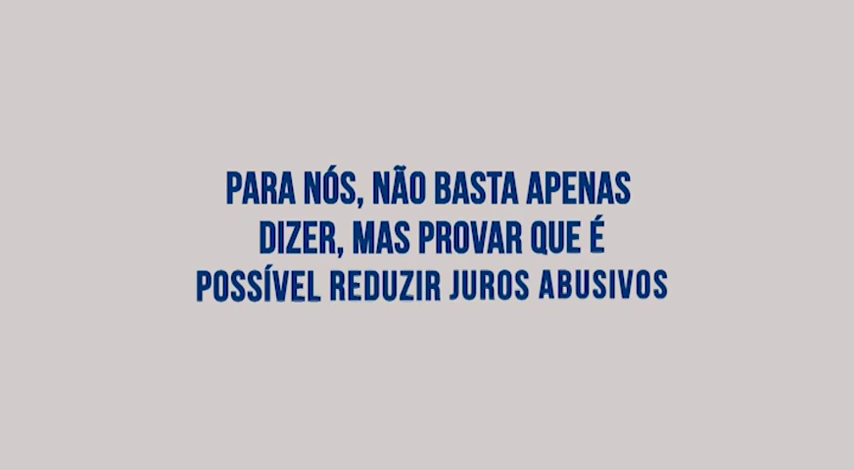 PARA NÓS, NÃO BASTA APENAS
DIZER, MAS PROVAR QUE É
POSSÍVEL REDUZIR JUROS ABUSIVOS